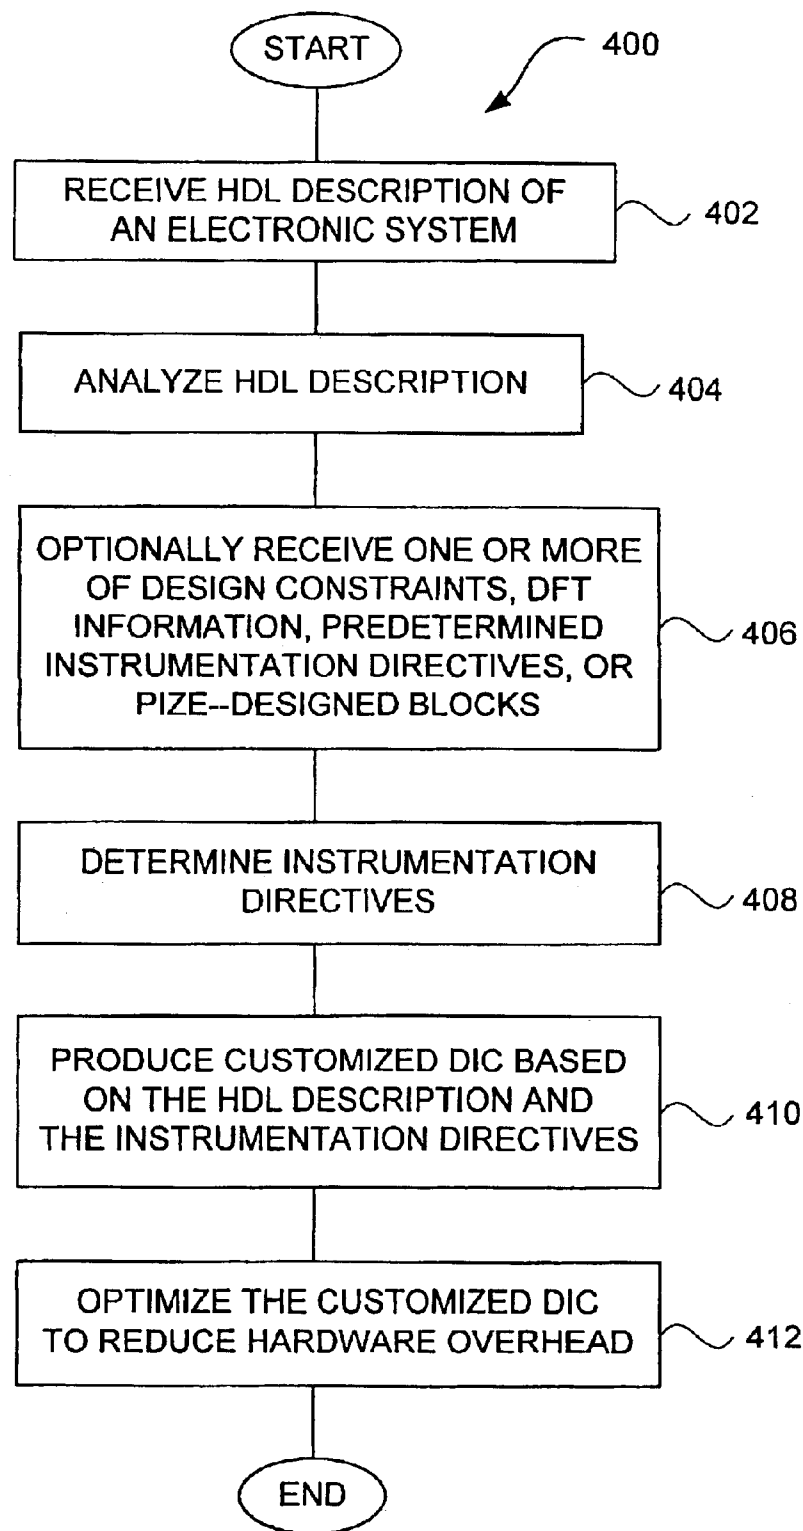 START
400
RECEIVE HDL DESCRIPTION OF
AN ELECTRONIC SYSTEM
402
ANALYZE HDL DESCRIPTION
404
OPTIONALLY RECEIVE ONE OR MORE
OF DESIGN CONSTRAINTS, DFT
INFORMATION, PREDETERMINED
INSTRUMENTATION DIRECTIVES, OR
PIZE--DESIGNED BLOCKS
406
DETERMINE INSTRUMENTATION
DIRECTIVES
408
PRODUCE CUSTOMIZED DIC BASED
ON THE HDL DESCRIPTION AND
THE INSTRUMENTATION DIRECTIVES
410
OPTIMIZE THE CUSTOMIZED DIC
TO REDUCE HARDWARE OVERHEAD
412
END